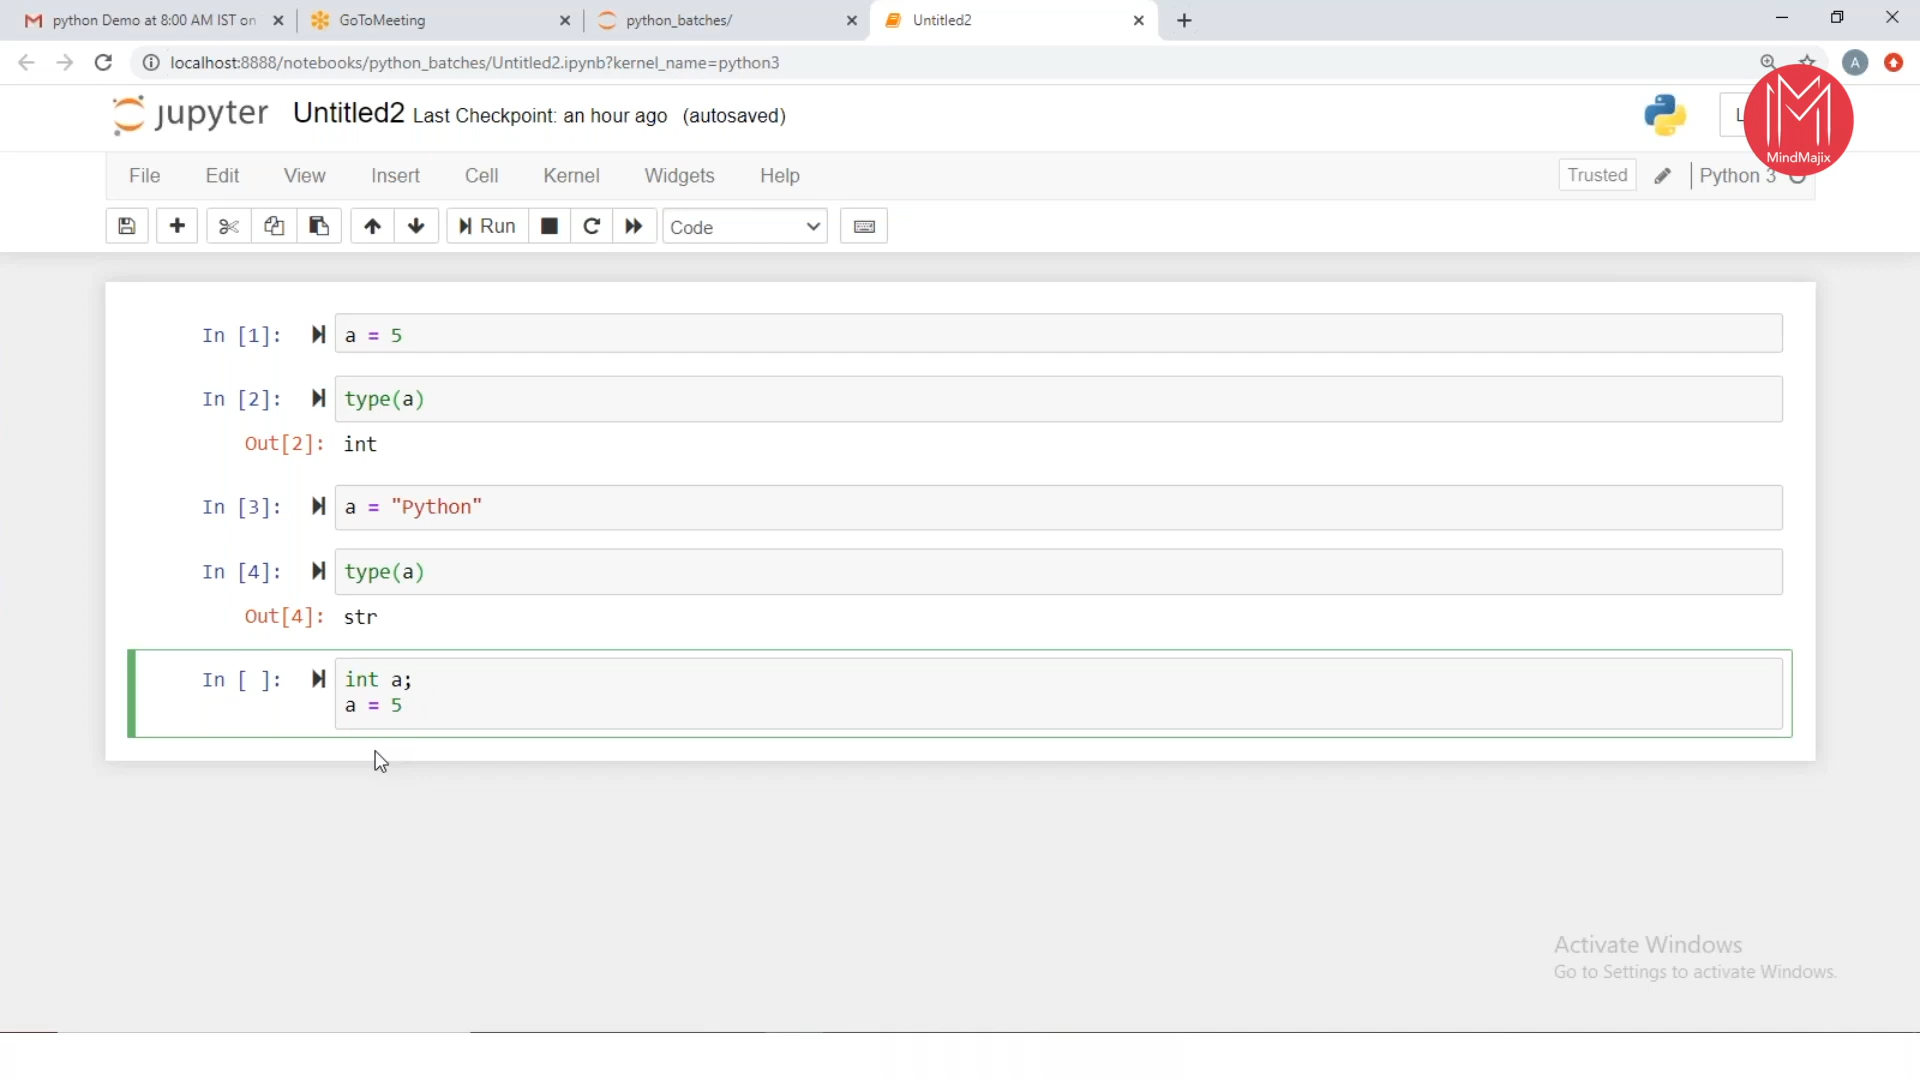 python Demo at 8:00 AM IST on
GoToMeeting
python_batches/
Untitled2
localhost:8888/notebooks/python_batches/Untitled2.ipynb?kernel_name=python3
A
jupyter Untitled2 Last Checkpoint: an hour ago (autosaved)
L
MindMajix
File Edit View Insert Cell Kernel Widgets Help
Trusted
Python 3
Run
Code
In [1]: a = 5
In [2]: type(a)
Out[2]: int
In [3]: a = "Python"
In [4]: type(a)
Out[4]: str
In [ ]: int a;
a = 5
Activate Windows
Go to Settings to activate Windows.